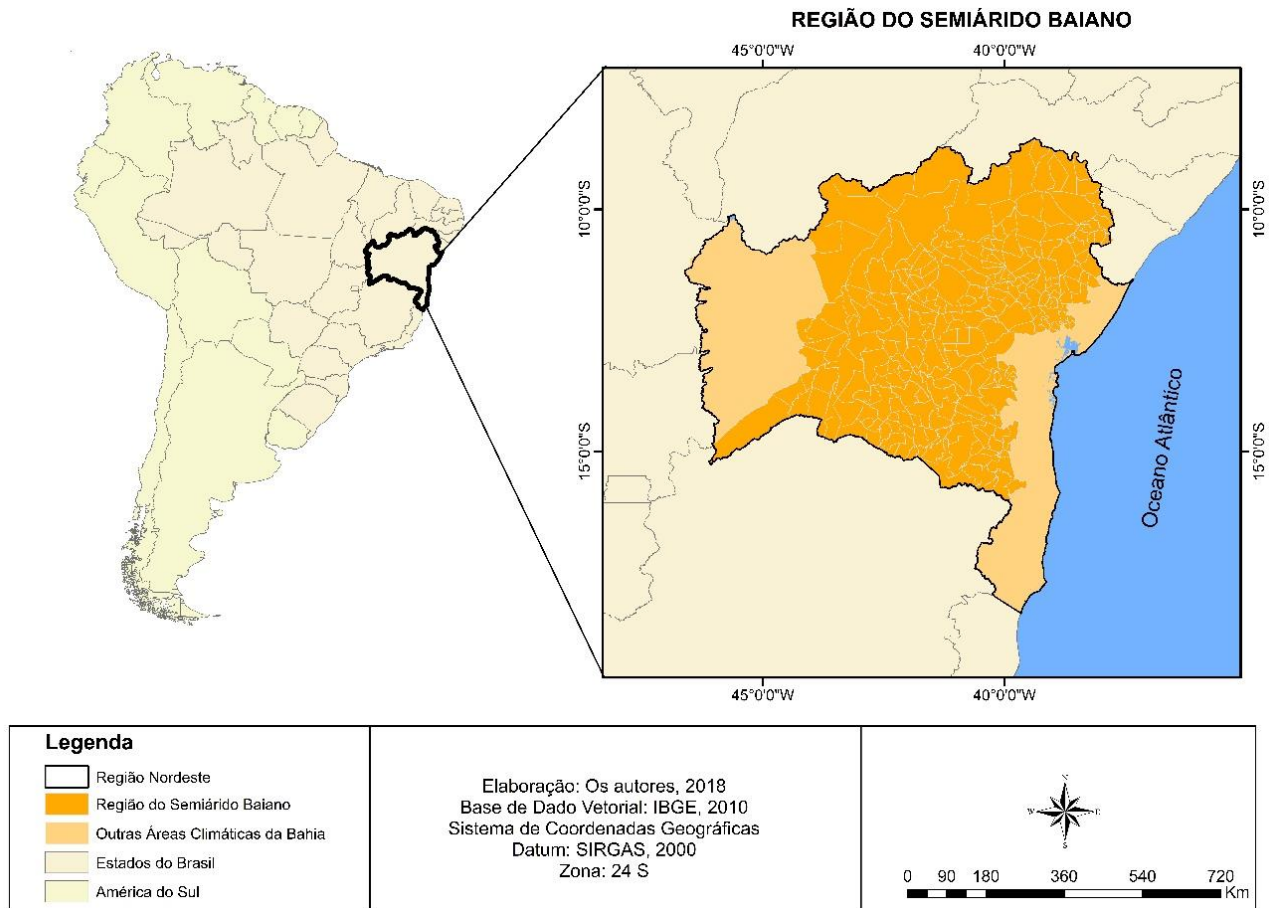 REGIÃO DO SEMIÁRIDO BAIANO
45°0'0"W
40°0'0"W
10°0'0"S
10°0'0"S
15°0'0"S
15°0'0"S
Oceano Atlântico
45°0'0"W
40°0'0"W
Legenda
Região Nordeste
Região do Semiárido Baiano
Outras Áreas Climáticas da Bahia
Estados do Brasil
América do Sul
Elaboração: Os autores, 2018
Base de Dado Vetorial: IBGE, 2010
Sistema de Coordenadas Geográficas
Datum: SIRGAS, 2000
Zona: 24 S
N
W
E
S
0 90 180 360 540 720
Km